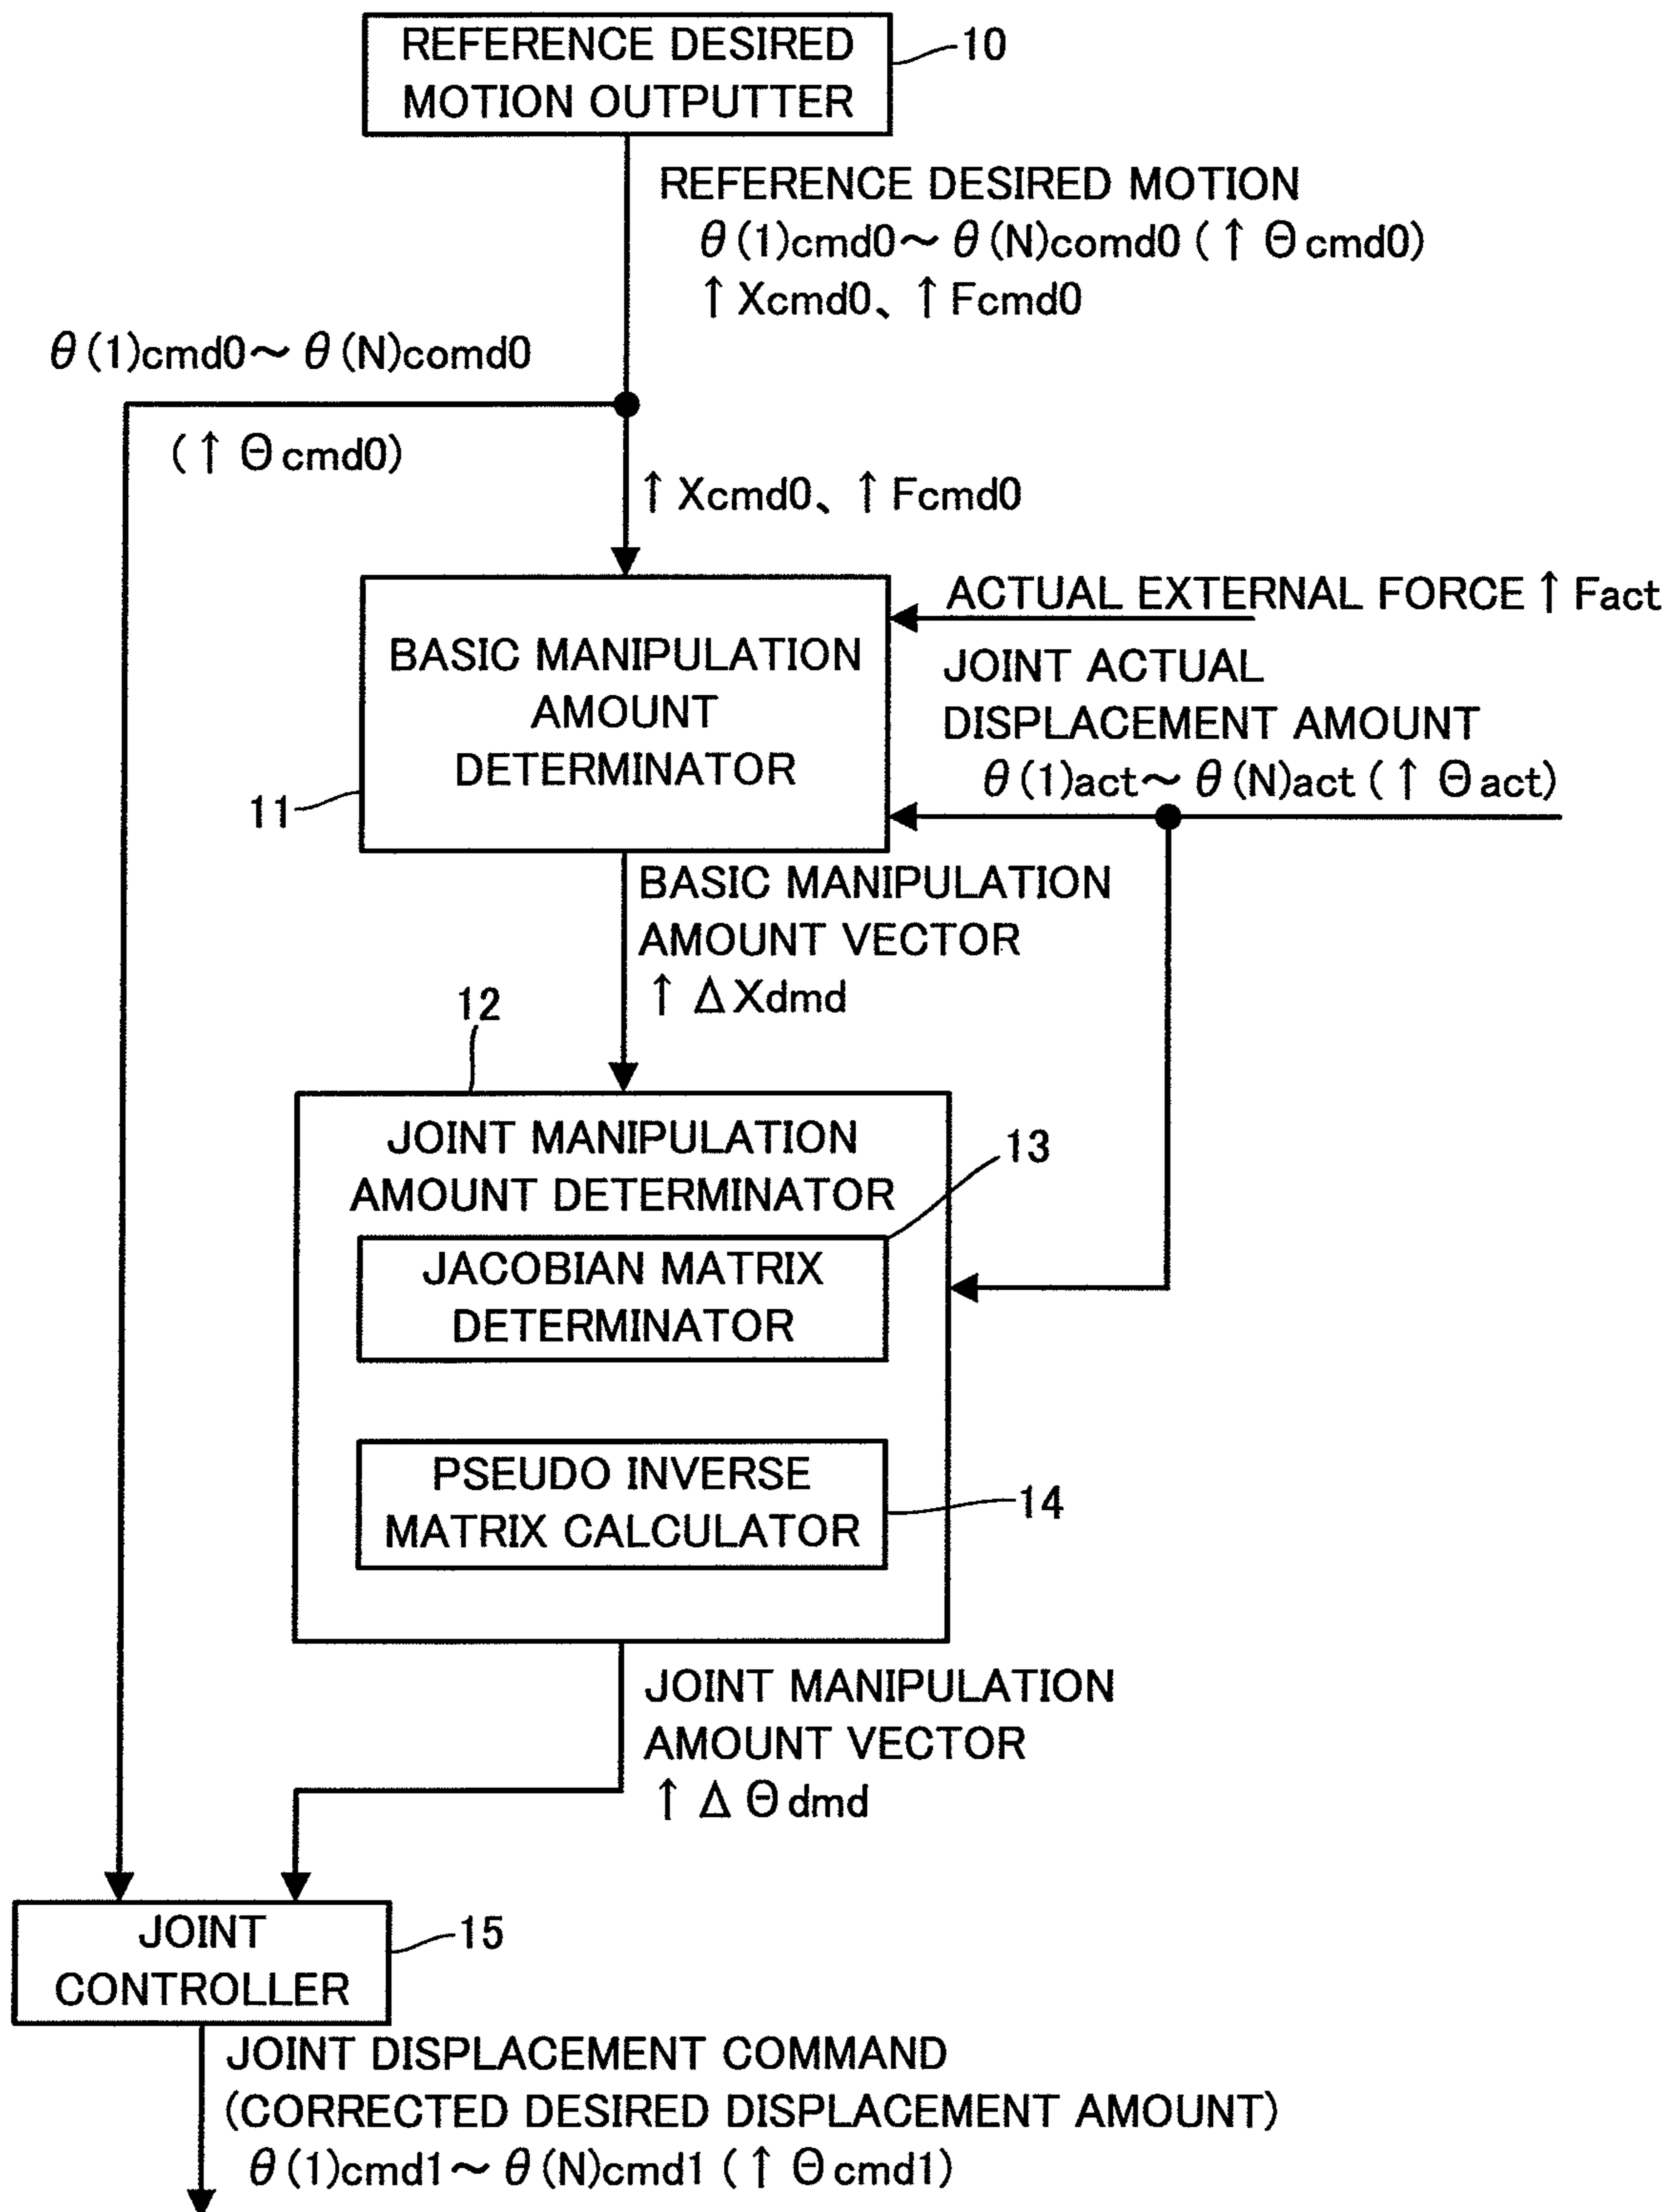 REFERENCE DESIRED
MOTION OUTPUTTER
10
REFERENCE DESIRED MOTION
θ(1)cmd0~θ(N)comd0(↑Θcmd0)
↑Xcmd0、↑Fcmd0
θ(1)cmd0~θ(N)comd0
(↑Θcmd0)
↑Xcmd0、↑Fcmd0
BASIC MANIPULATION
AMOUNT
DETERMINATOR
11
ACTUAL EXTERNAL FORCE↑Fact
JOINT ACTUAL
DISPLACEMENT AMOUNT
θ(1)act~θ(N)act(↑Θact)
BASIC MANIPULATION
AMOUNT VECTOR
↑ΔXdmd
12
JOINT MANIPULATION
AMOUNT DETERMINATOR
13
JACOBIAN MATRIX
DETERMINATOR
PSEUDO INVERSE
MATRIX CALCULATOR
14
JOINT MANIPULATION
AMOUNT VECTOR
↑ΔΘdmd
JOINT
CONTROLLER
15
JOINT DISPLACEMENT COMMAND
(CORRECTED DESIRED DISPLACEMENT AMOUNT)
θ(1)cmd1~θ(N)cmd1(↑Θcmd1)